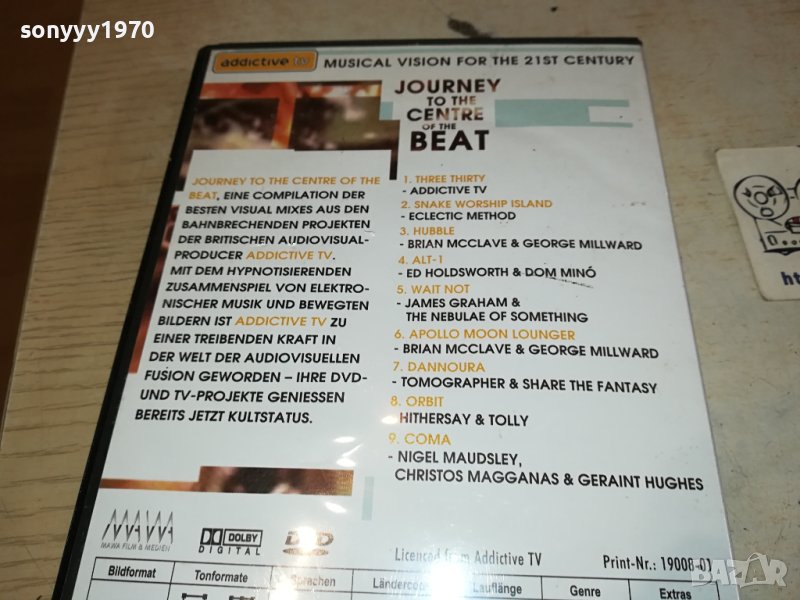 sonyyy1970
addictive tv
MUSICAL VISION FOR THE 21ST CENTURY
JOURNEY
TO THE
CENTRE
OF THE
BEAT
JOURNEY TO THE CENTRE OF THE
BEAT, EINE COMPILATION DER
BESTEN VISUAL MIXES AUS DEN
BAHNBRECHENDEN PROJEKTEN
DER BRITISCHEN AUDIOVISUAL-
PRODUCER ADDICTIVE TV.
MIT DEM HYPNOTISIERENDEN
ZUSAMMENSPIEL VON ELEKTRO-
NISCHER MUSIK UND BEWEGTEN
BILDERN IST ADDICTIVE TV ZU
EINER TREIBENDEN KRAFT IN
DER WELT DER AUDIOVISUELLEN
FUSION GEWORDEN – IHRE DVD-
UND TV-PROJEKTE GENIESSEN
BEREITS JETZT KULTSTATUS.
1. THREE THIRTY
- ADDICTIVE TV
2. SNAKE WORSHIP ISLAND
- ECLECTIC METHOD
3. HUBBLE
- BRIAN MCCLAVE & GEORGE MILLWARD
4. ALT-1
- ED HOLDSWORTH & DOM MINÓ
5. WAIT NOT
- JAMES GRAHAM &
THE NEBULAE OF SOMETHING
6. APOLLO MOON LOUNGER
- BRIAN MCCLAVE & GEORGE MILLWARD
7. DANNOURA
- TOMOGRAPHER & SHARE THE FANTASY
8. ORBIT
HITHERSAY & TOLLY
9. COMA
- NIGEL MAUDSLEY,
CHRISTOS MAGGANAS & GERAINT HUGHES
MAWA
MAWA FILM & MEDIEN
DOLBY
DIGITAL
DVD
Licenced from Addictive TV
Print-Nr.: 19008-01
Bildformat
Tonformate
Sprachen
Ländercode
Lauflänge
Genre
Extras
BAZAR
ht